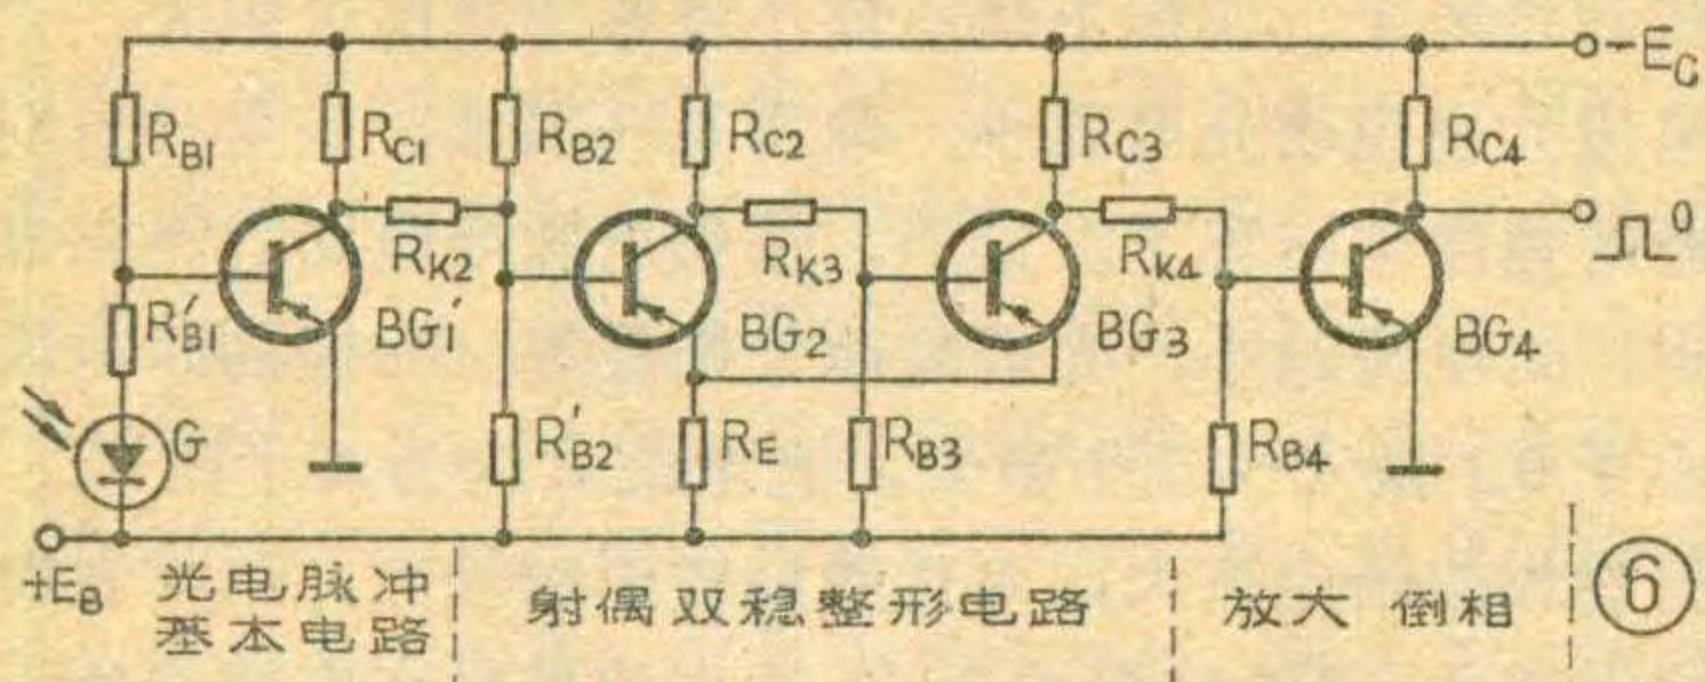 -EC
RB1 RC1 RB2 RC2 RC3 RC4
RK2 RK3 RK4 0
R'B1 BG1' BG2 BG3 BG4
G R'B2 RE RB3 RB4
+EB 光电脉冲 射偶双稳整形电路 放大 倒相 ⑥
基本电路